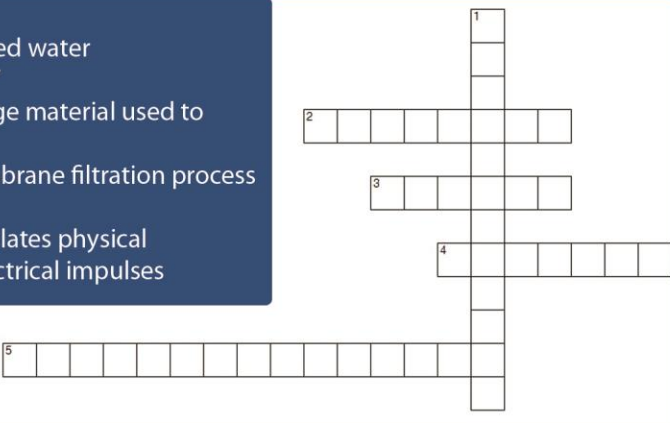 ed water
ge material used to
brane filtration process
lates physical
ctrical impulses
1
2
3
4
5